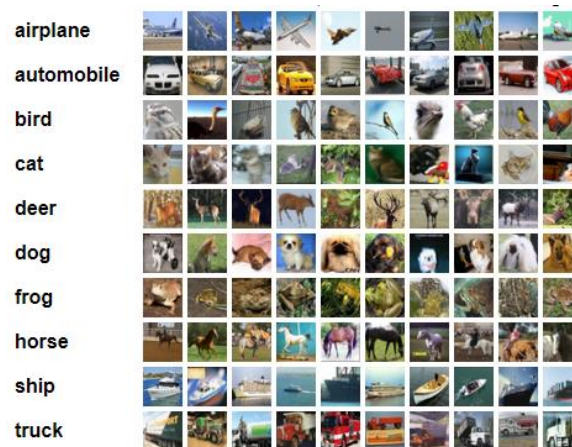 airplane
automobile
bird
cat
deer
dog
frog
horse
ship
truck